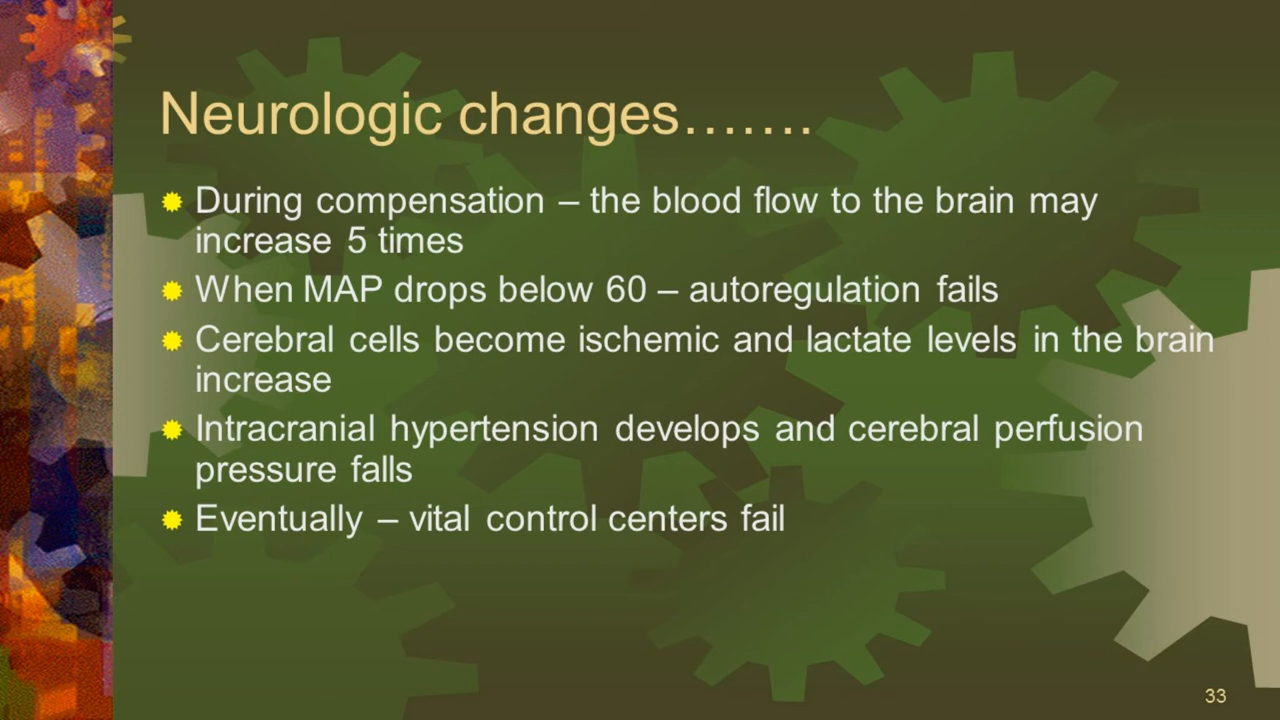 Neurologic changes…….
During compensation – the blood flow to the brain may
increase 5 times
When MAP drops below 60 – autoregulation fails
Cerebral cells become ischemic and lactate levels in the brain
increase
Intracranial hypertension develops and cerebral perfusion
pressure falls
Eventually – vital control centers fail
33